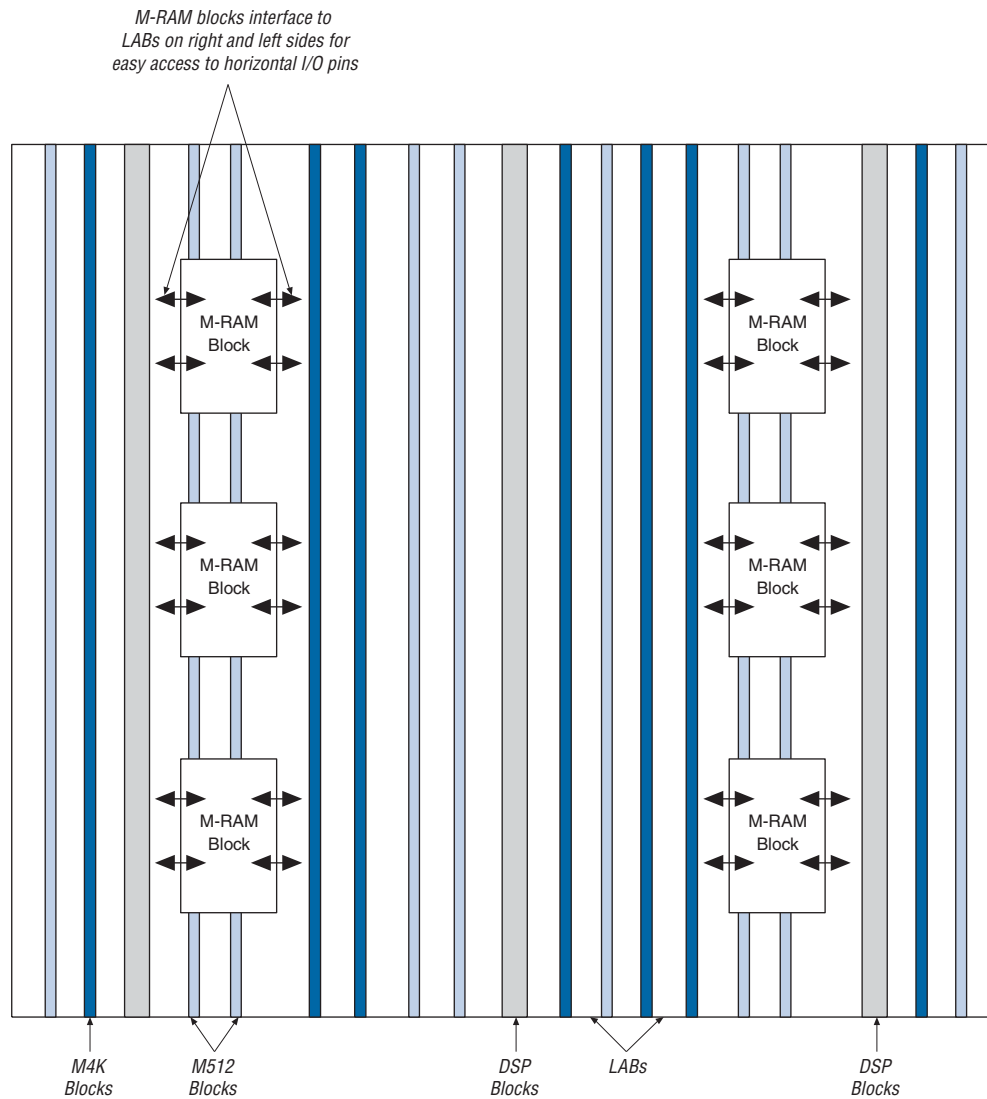 M-RAM blocks interface to
LABs on right and left sides for
easy access to horizontal I/O pins
M-RAM
Block
M-RAM
Block
M-RAM
Block
M-RAM
Block
M-RAM
Block
M-RAM
Block
M4K
Blocks
M512
Blocks
DSP
Blocks
LABs
DSP
Blocks